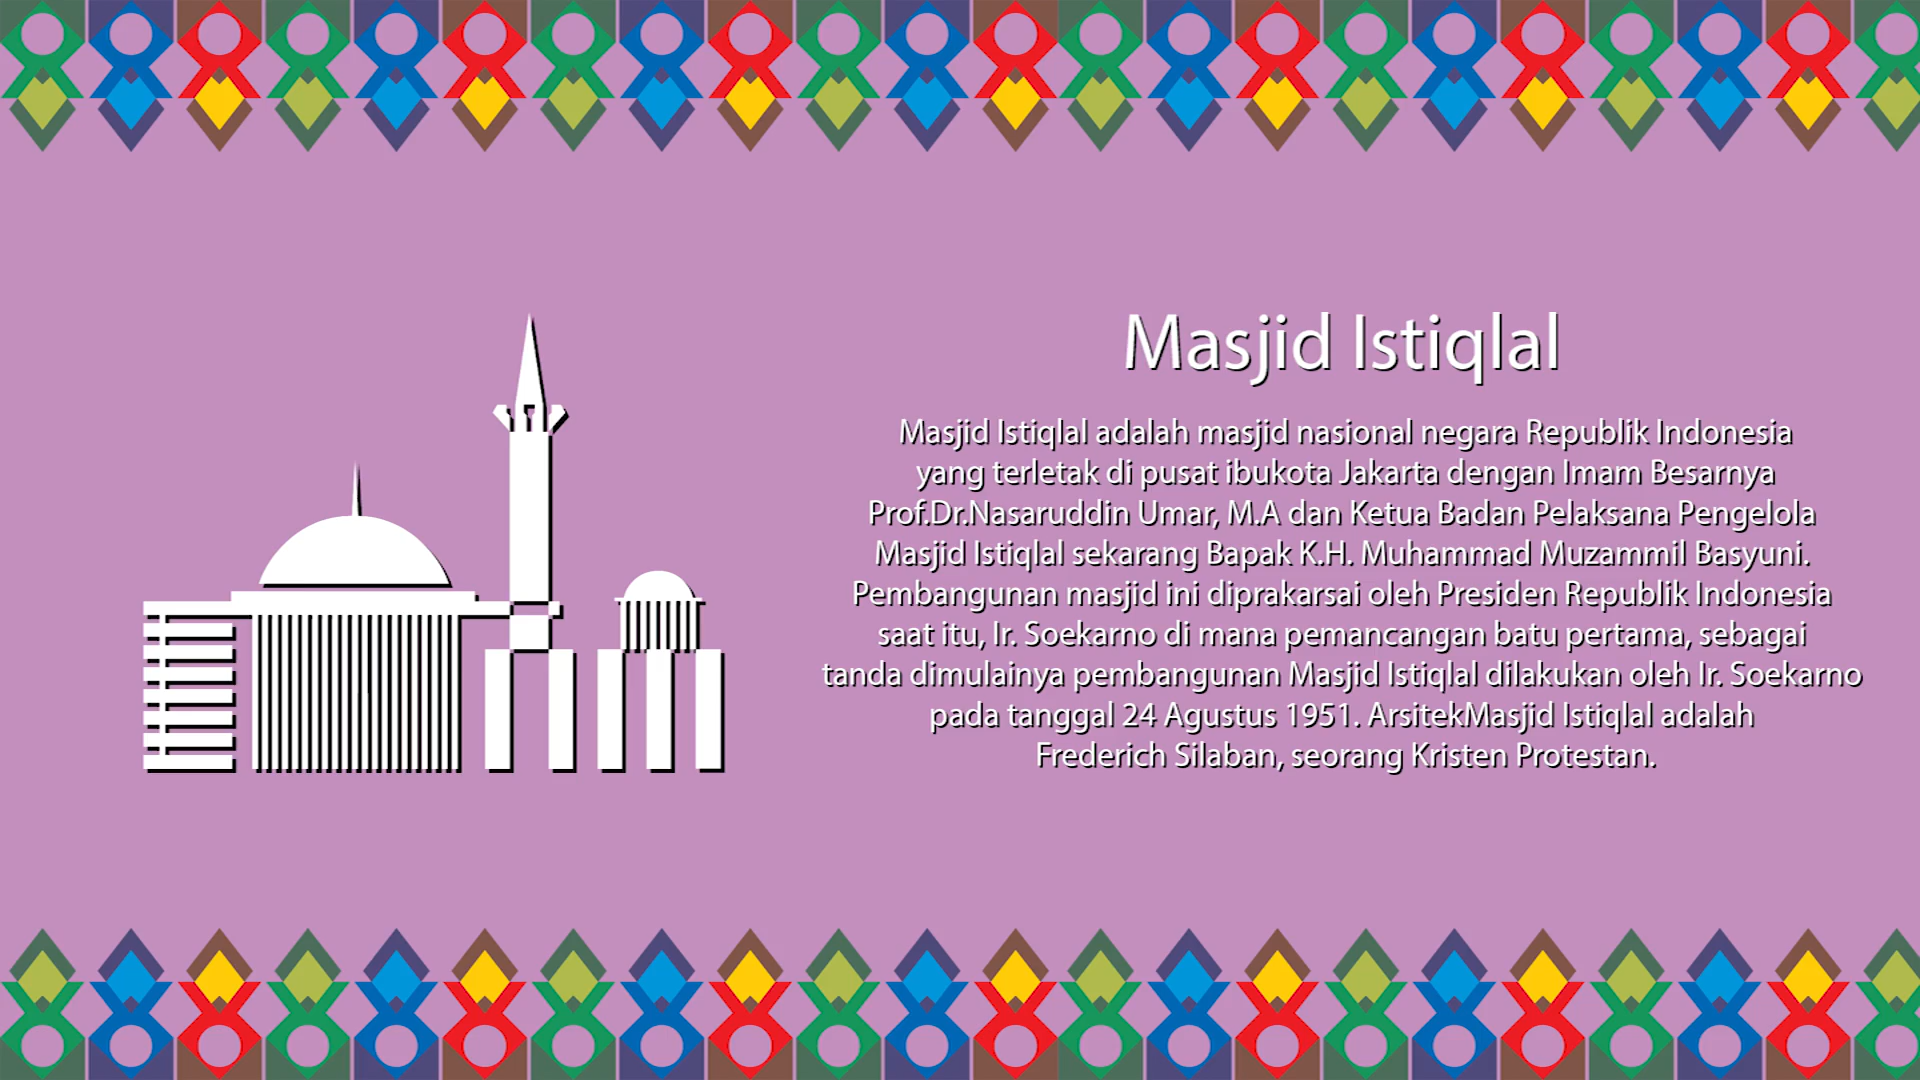 Masjid Istiqlal
Masjid Istiqlal adalah masjid nasional negara Republik Indonesia
yang terletak di pusat ibukota Jakarta dengan Imam Besarnya
Prof.Dr.Nasaruddin Umar, M.A dan Ketua Badan Pelaksana Pengelola
Masjid Istiqlal sekarang Bapak K.H. Muhammad Muzammil Basyuni.
Pembangunan masjid ini diprakarsai oleh Presiden Republik Indonesia
saat itu, Ir. Soekarno di mana pemancangan batu pertama, sebagai
tanda dimulainya pembangunan Masjid Istiqlal dilakukan oleh Ir. Soekarno
pada tanggal 24 Agustus 1951. ArsitekMasjid Istiqlal adalah
Frederich Silaban, seorang Kristen Protestan.